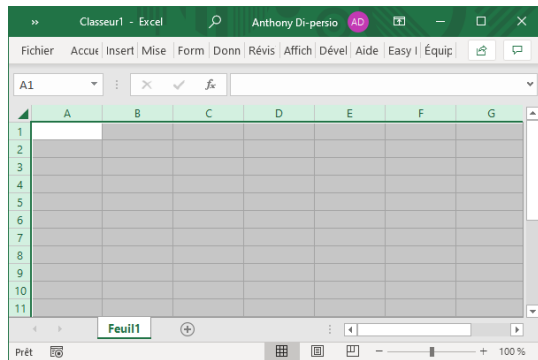 » Classeur1 - Excel Anthony Di-persio AD
Fichier Accue Insert Mise Form Donn Révis Affich Dével Aide Easy I Équip
A1 fx
A B C D E F G
1
2
3
4
5
6
7
8
9
10
11
Feuil1
Prêt 100 %